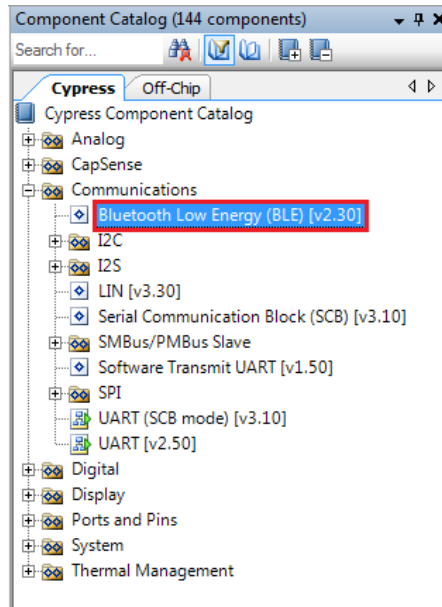 Component Catalog (144 components)
Search for...
Cypress Off-Chip
Cypress Component Catalog
Analog
CapSense
Communications
Bluetooth Low Energy (BLE) [v2.30]
I2C
I2S
LIN [v3.30]
Serial Communication Block (SCB) [v3.10]
SMBus/PMBus Slave
Software Transmit UART [v1.50]
SPI
UART (SCB mode) [v3.10]
UART [v2.50]
Digital
Display
Ports and Pins
System
Thermal Management